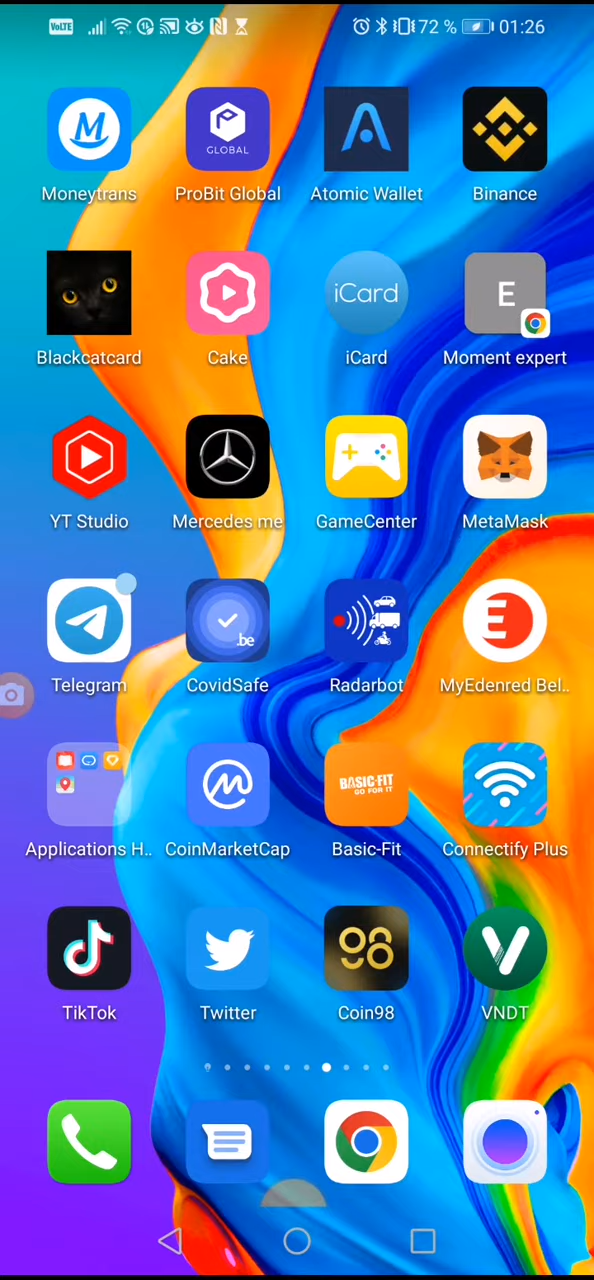 VoLTE 72 % 01:26
M
GLOBAL
Moneytrans ProBit Global Atomic Wallet Binance
iCard E
Blackcatcard Cake iCard Moment expert
YT Studio Mercedes me GameCenter MetaMask
.be E
Telegram CovidSafe Radarbot MyEdenred Bel..
BASIC-FIT
GO FOR IT
Applications H.. CoinMarketCap Basic-Fit Connectify Plus
98
TikTok Twitter Coin98 VNDT